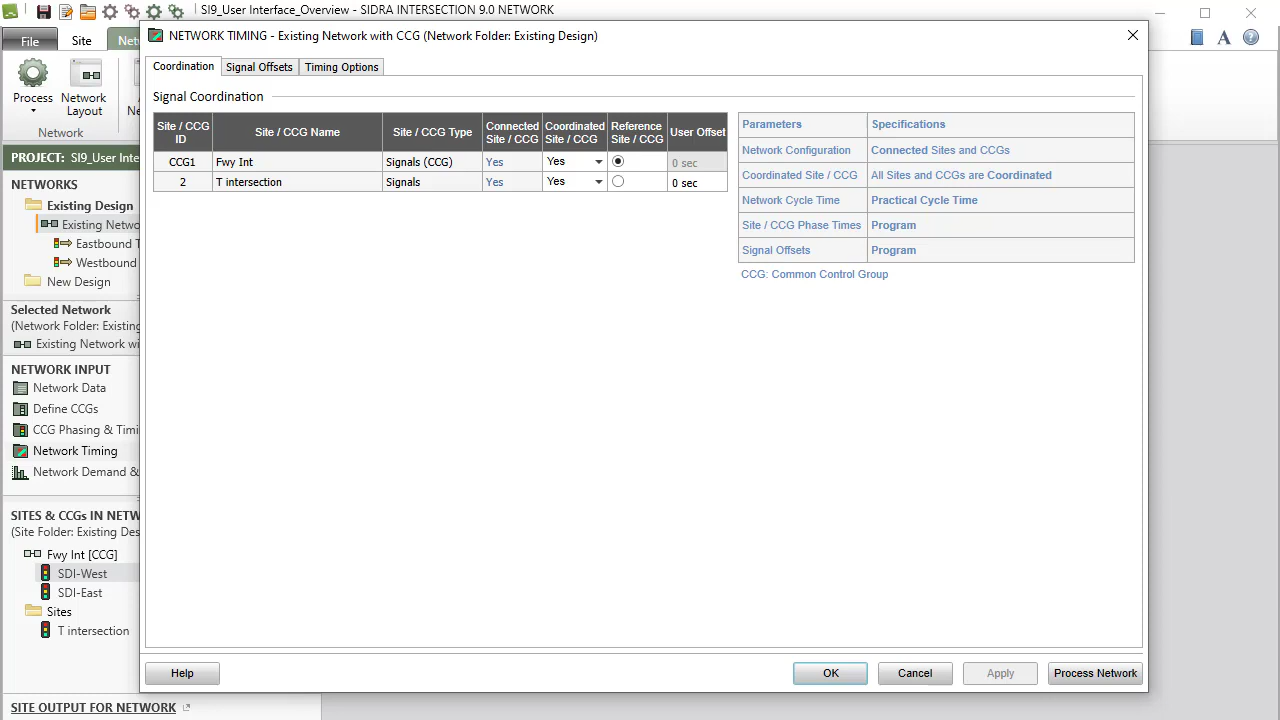 SI9_User Interface_Overview - SIDRA INTERSECTION 9.0 NETWORK
File
Site
Net
Process
Network
Layout
Network
PROJECT: SI9_User Inte
NETWORKS
Existing Design
Existing Netwo
Eastbound T
Westbound
New Design
Selected Network
(Network Folder: Existing
Existing Network wi
NETWORK INPUT
Network Data
Define CCGs
CCG Phasing & Timi
Network Timing
Network Demand &
SITES & CCGs IN NETW
(Site Folder: Existing Des
Fwy Int [CCG]
SDI-West
SDI-East
Sites
T intersection
SITE OUTPUT FOR NETWORK
NETWORK TIMING - Existing Network with CCG (Network Folder: Existing Design)
Coordination Signal Offsets Timing Options
Signal Coordination
Site / CCG ID Site / CCG Name Site / CCG Type Connected Site / CCG Coordinated Site / CCG Reference Site / CCG User Offset
CCG1 Fwy Int Signals (CCG) Yes Yes 0 sec
2 T intersection Signals Yes Yes 0 sec
Parameters Specifications
Network Configuration Connected Sites and CCGs
Coordinated Site / CCG All Sites and CCGs are Coordinated
Network Cycle Time Practical Cycle Time
Site / CCG Phase Times Program
Signal Offsets Program
CCG: Common Control Group
Help OK Cancel Apply Process Network